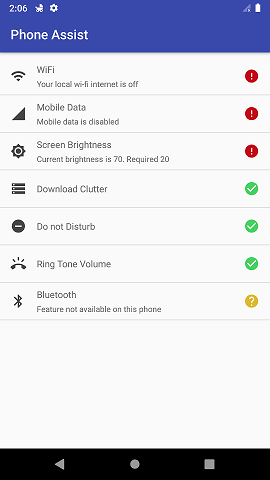 2:06
Phone Assist
WiFi
Your local wi-fi internet is off
Mobile Data
Mobile data is disabled
Screen Brightness
Current brightness is 70. Required 20
Download Clutter
Do not Disturb
Ring Tone Volume
Bluetooth
Feature not available on this phone